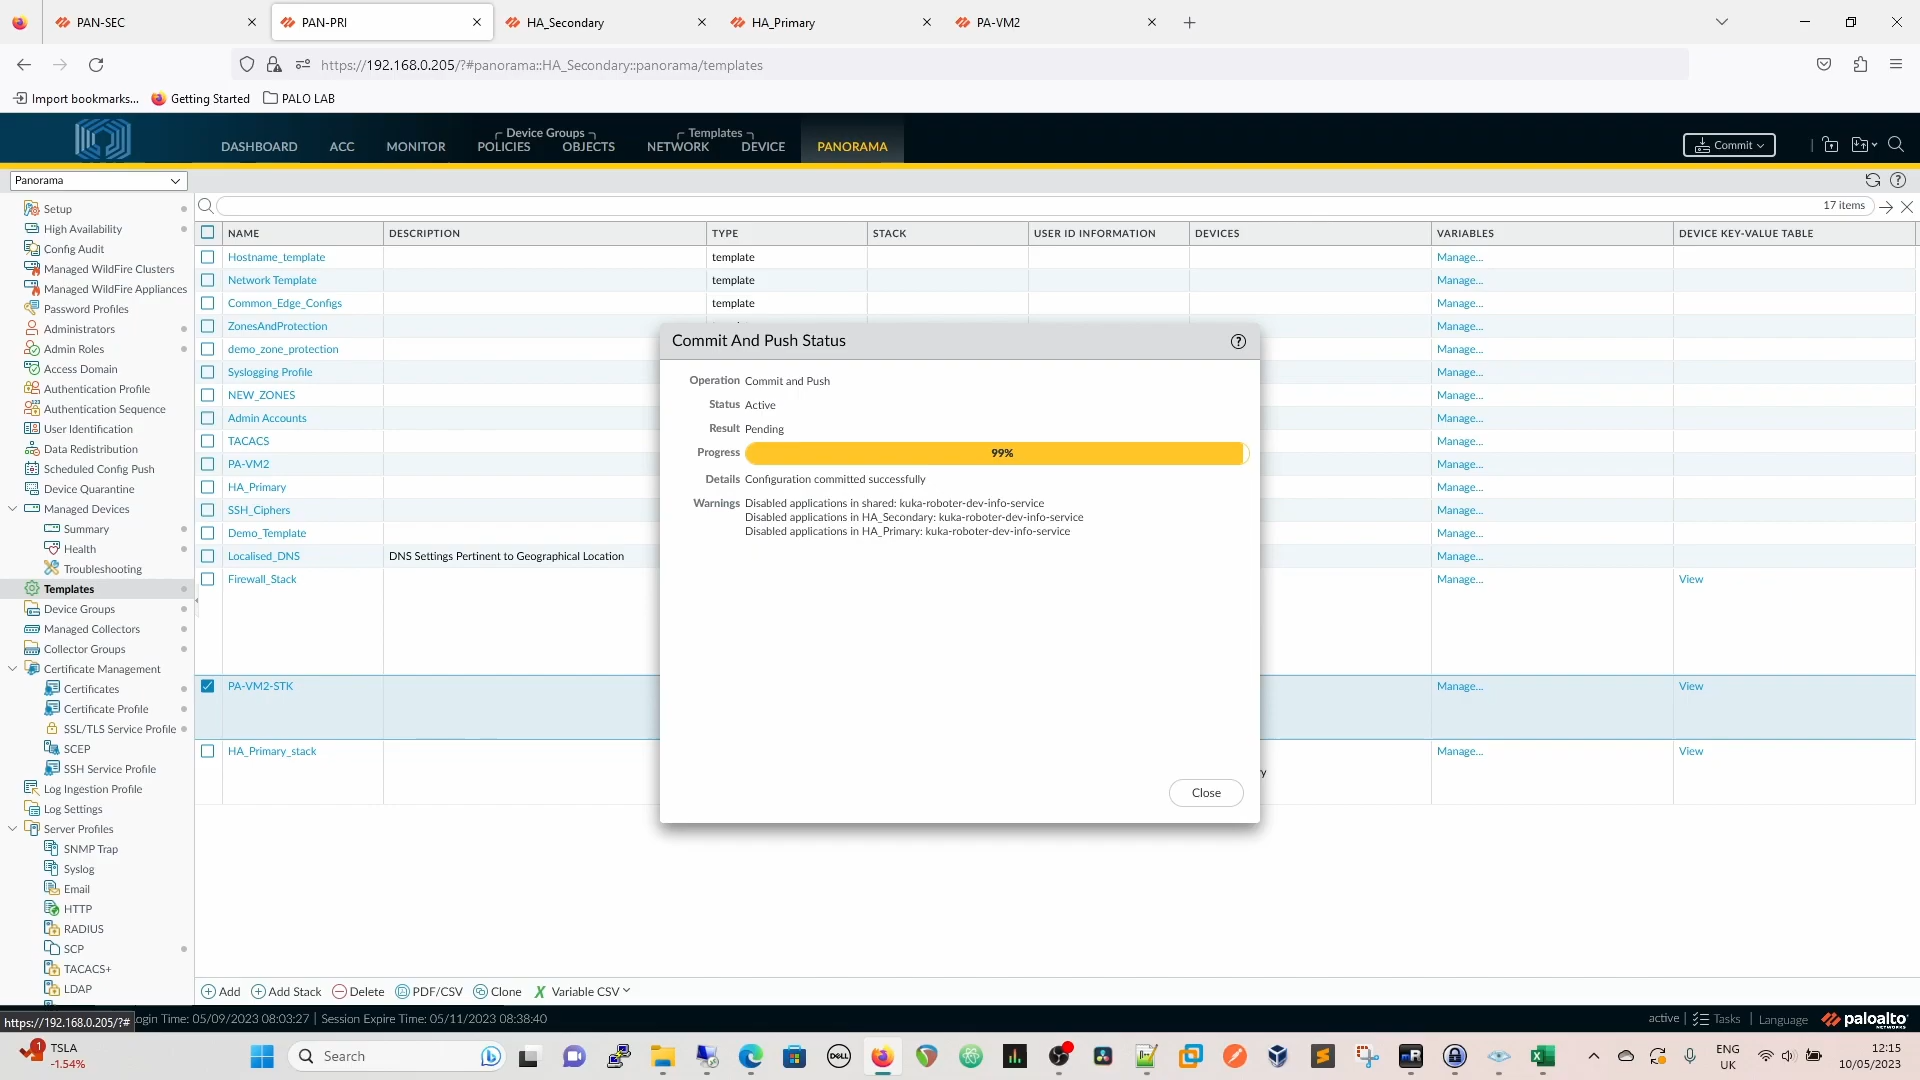 PAN-SEC
PAN-PRI
HA_Secondary
HA_Primary
PA-VM2
https://192.168.0.205/?#panorama::HA_Secondary::panorama/templates
Import bookmarks...
Getting Started
PALO LAB
DASHBOARD
ACC
MONITOR
Device Groups
POLICIES
OBJECTS
Templates
NETWORK
DEVICE
PANORAMA
Commit
Panorama
17 items
Setup
High Availability
Config Audit
Managed WildFire Clusters
Managed WildFire Appliances
Password Profiles
Administrators
Admin Roles
Access Domain
Authentication Profile
Authentication Sequence
User Identification
Data Redistribution
Scheduled Config Push
Device Quarantine
Managed Devices
Summary
Health
Troubleshooting
Templates
Device Groups
Managed Collectors
Collector Groups
Certificate Management
Certificates
Certificate Profile
SSL/TLS Service Profile
SCEP
SSH Service Profile
Log Ingestion Profile
Log Settings
Server Profiles
SNMP Trap
Syslog
Email
HTTP
RADIUS
SCP
TACACS+
LDAP
NAME DESCRIPTION TYPE STACK USER ID INFORMATION DEVICES VARIABLES DEVICE KEY-VALUE TABLE
Hostname_template template Manage...
Network Template template Manage...
Common_Edge_Configs template Manage...
ZonesAndProtection Manage...
demo_zone_protection Manage...
Syslogging Profile Manage...
NEW_ZONES Manage...
Admin Accounts Manage...
TACACS Manage...
PA-VM2 Manage...
HA_Primary Manage...
SSH_Ciphers Manage...
Demo_Template Manage...
Localised_DNS DNS Settings Pertinent to Geographical Location Manage...
Firewall_Stack Manage... View
PA-VM2-STK Manage... View
HA_Primary_stack Manage... View
Commit And Push Status
Operation Commit and Push
Status Active
Result Pending
Progress 99%
Details Configuration committed successfully
Warnings Disabled applications in shared: kuka-roboter-dev-info-service
Disabled applications in HA_Secondary: kuka-roboter-dev-info-service
Disabled applications in HA_Primary: kuka-roboter-dev-info-service
Close
Add
Add Stack
Delete
PDF/CSV
Clone
Variable CSV
https://192.168.0.205/?#
ogin Time: 05/09/2023 08:03:27 | Session Expire Time: 05/11/2023 08:38:40
active | Tasks | Language
paloalto
NETWORKS
1
TSLA
-1.54%
Search
DELL
ENG
UK
12:15
10/05/2023